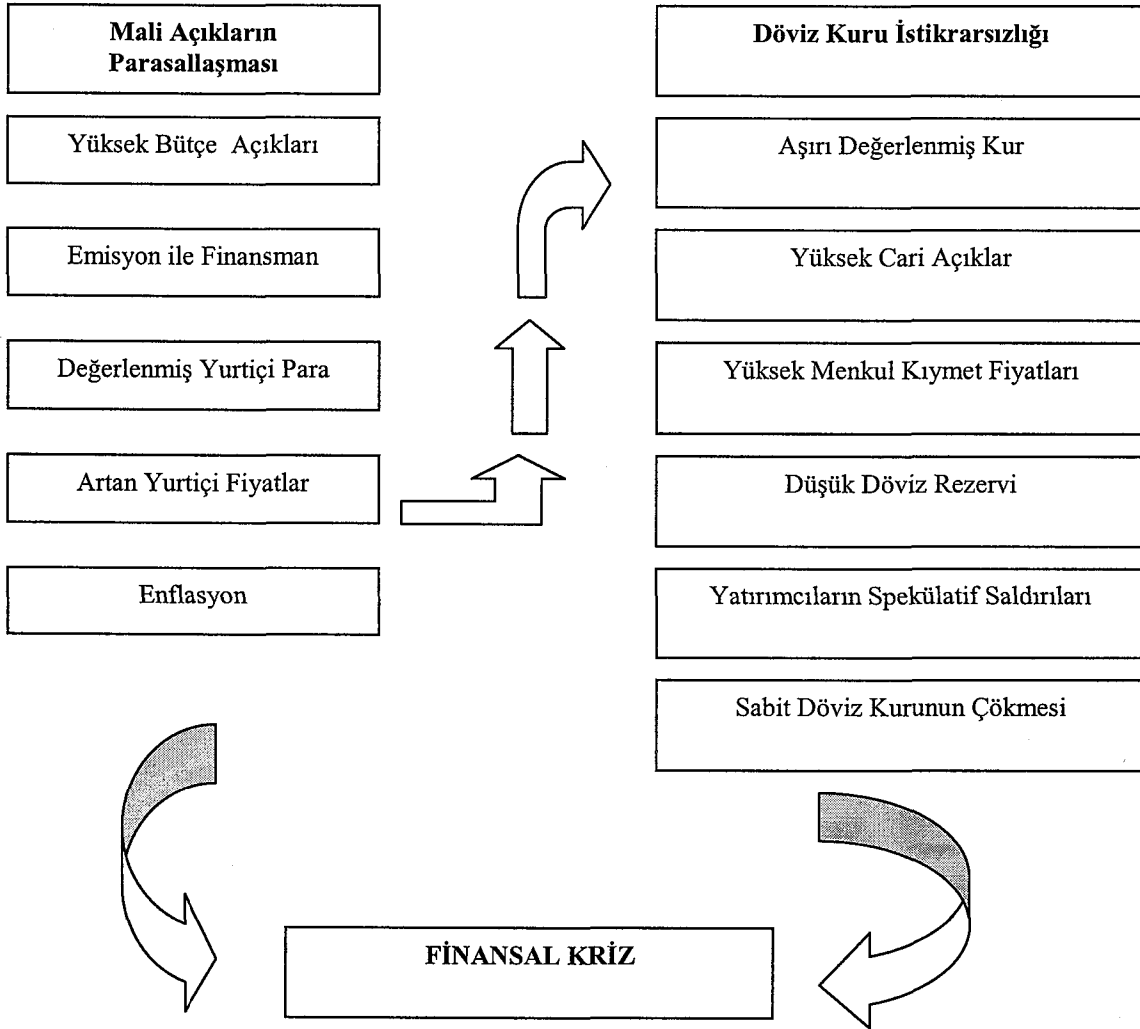 Mali Açıkların
Parasallaşması
Yüksek Bütçe Açıkları
Emisyon ile Finansman
Değerlenmiş Yurtiçi Para
Artan Yurtiçi Fiyatlar
Enflasyon
Döviz Kuru İstikrarsızlığı
Aşırı Değerlenmiş Kur
Yüksek Cari Açıklar
Yüksek Menkul Kıymet Fiyatları
Düşük Döviz Rezervi
Yatırımcıların Spekülatif Saldırıları
Sabit Döviz Kurunun Çökmesi
FİNANSAL KRİZ